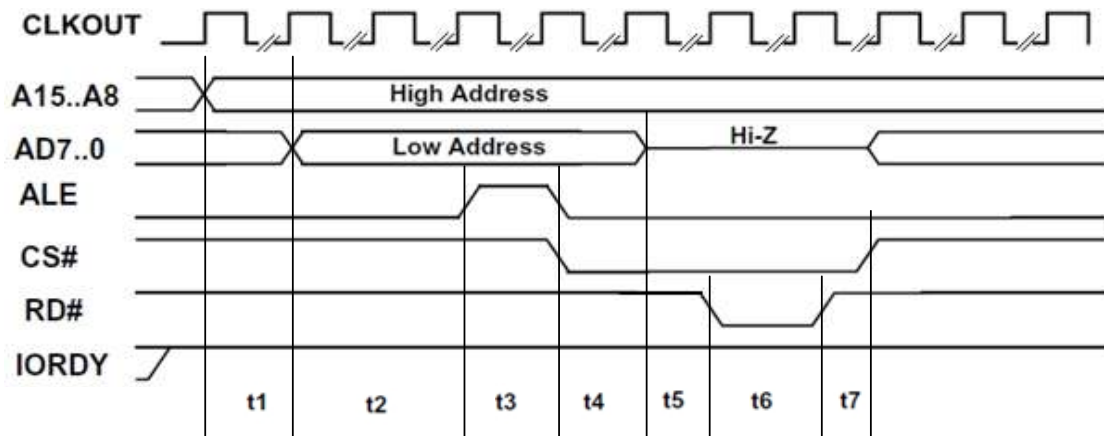 CLKOUT
A15..A8 High Address
AD7..0 Low Address Hi-Z
ALE
CS#
RD#
IORDY
t1 t2 t3 t4 t5 t6 t7